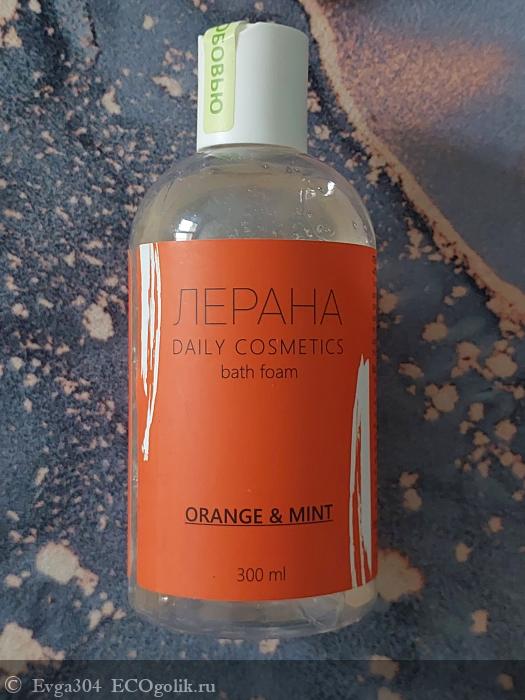 ЛЕРАНА
DAILY COSMETICS
bath foam
ORANGE & MINT
300 ml
© Evga304 ECOgolik.ru